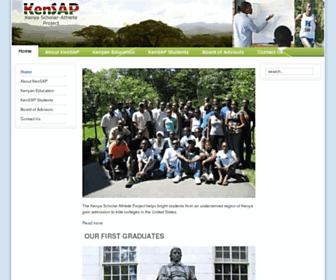 KenSAP
Kenya Scholar-Athlete
Project
Home
About KenSAP
Kenyan Education
KenSAP Students
Board of Advisors
Contact Us
Home
About KenSAP
Kenyan Education
KenSAP Students
Board of Advisors
Contact Us
search...
The Kenya Scholar-Athlete Project helps bright students from an underserved region of Kenya
gain admission to elite colleges in the United States.
Read more
OUR FIRST GRADUATES